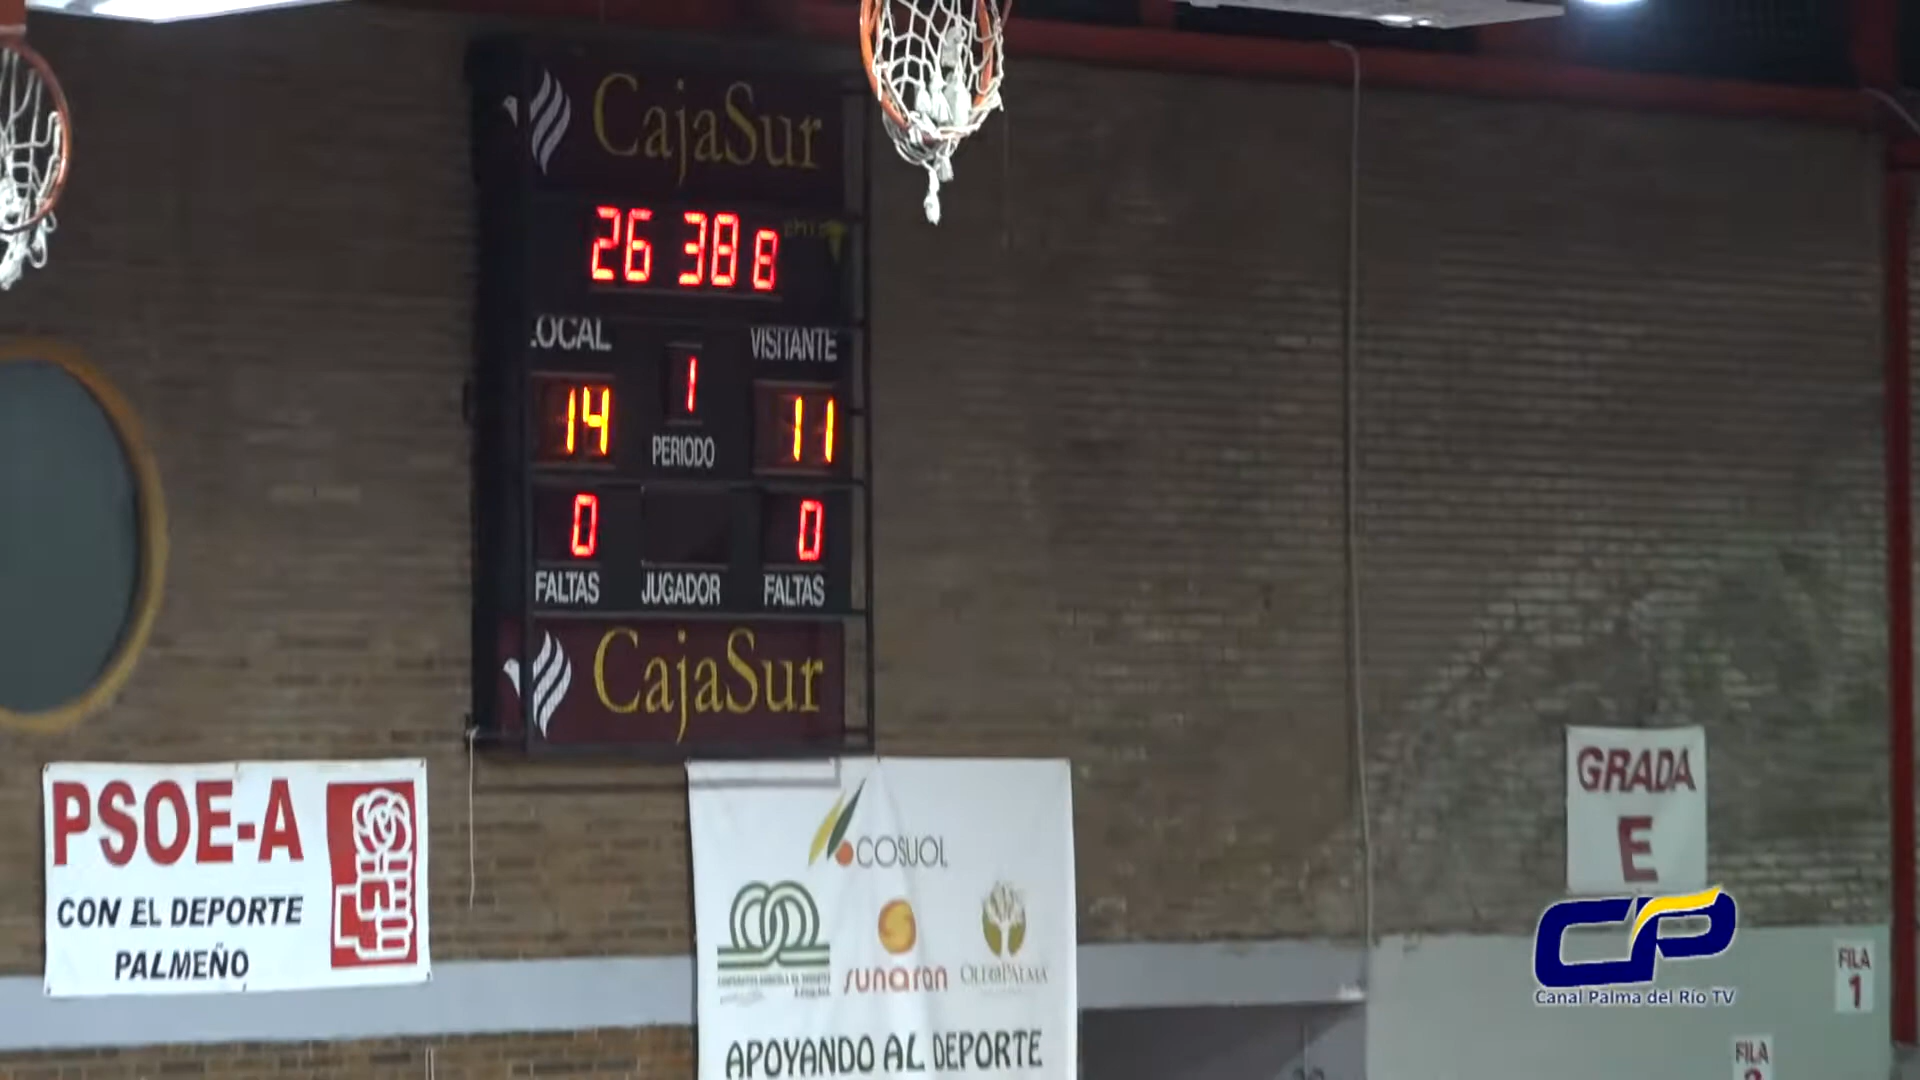 CajaSur
26 38 8
LOCAL
VISITANTE
1
14
11
PERIODO
0
0
FALTAS
JUGADOR
FALTAS
CajaSur
PSOE-A
CON EL DEPORTE
PALMEÑO
COSUOL
sunaran
OLEOPALMA
APOYANDO AL DEPORTE
GRADA
E
CP
Canal Palma del Río TV
FILA
1
FILA